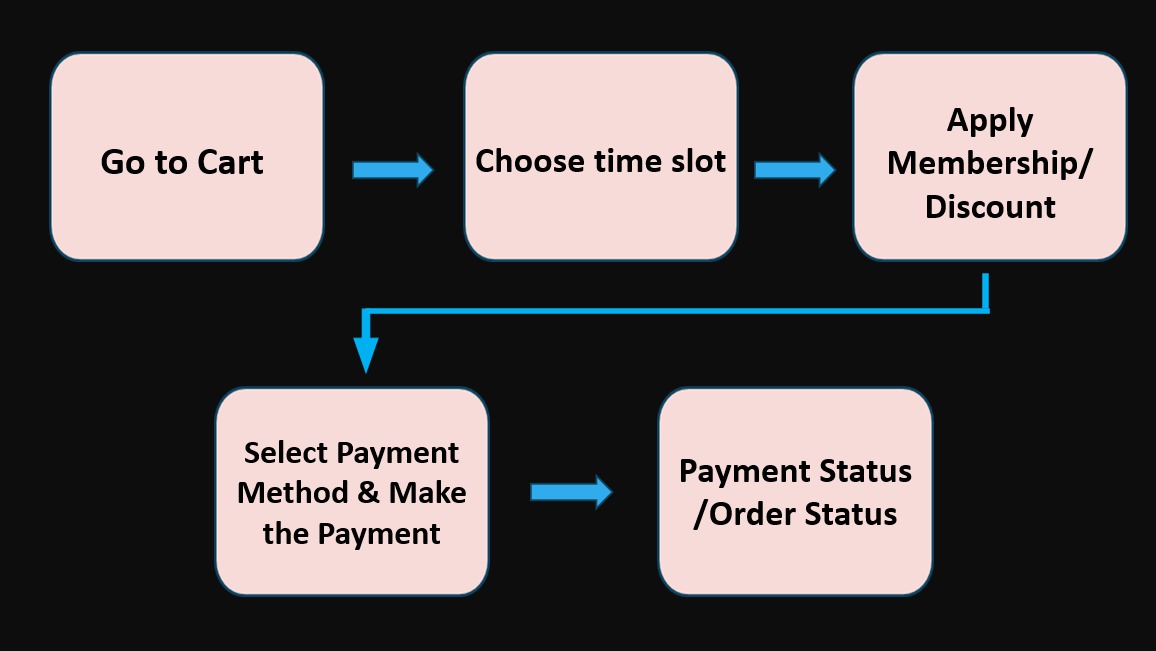 Go to Cart
Choose time slot
Apply
Membership/
Discount
Select Payment
Method & Make
the Payment
Payment Status
/Order Status